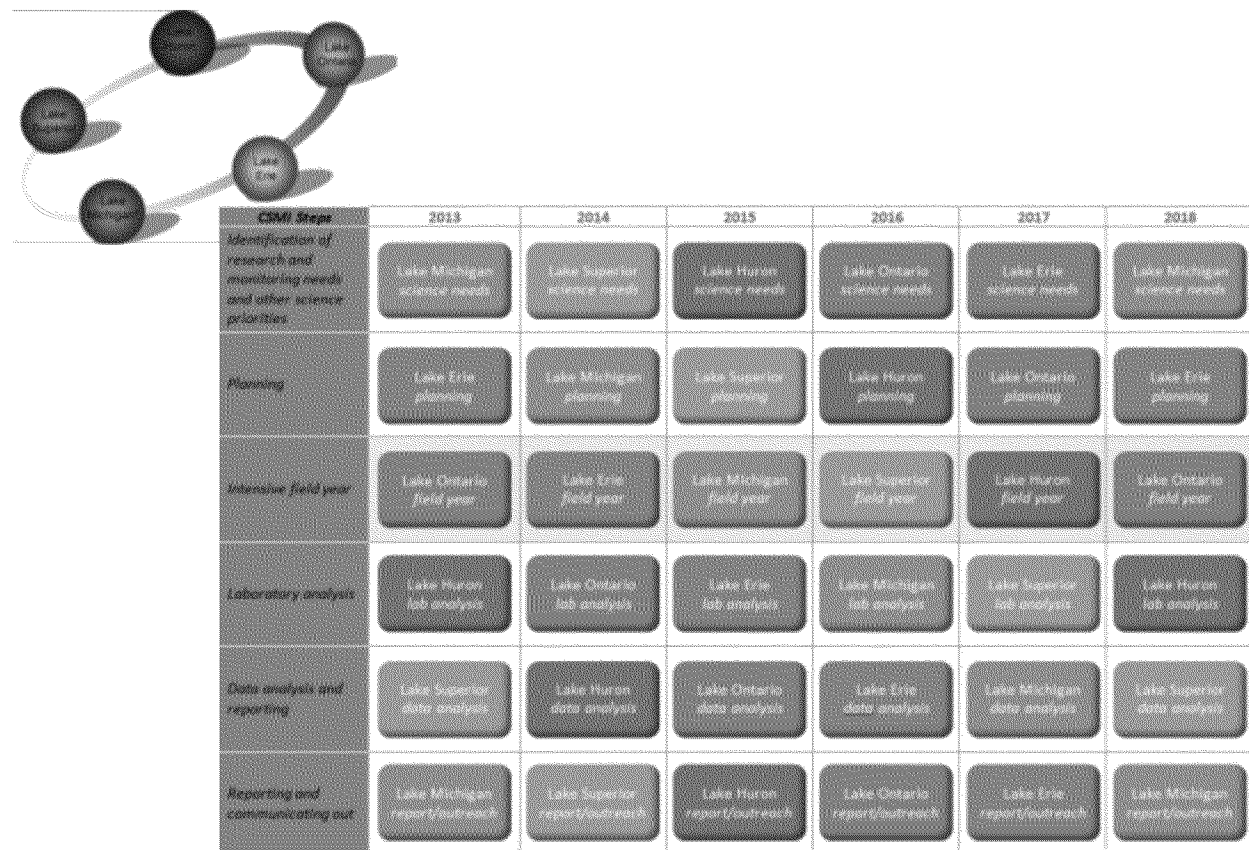 Lake
Huron
Lake
Ontario
Lake
Superior
Lake
Erie
Lake
Michigan
CSMI Steps
2013
2014
2015
2016
2017
2018
Identification of
research and
monitoring needs
and other science
priorities
Lake Michigan
science needs
Lake Superior
science needs
Lake Huron
science needs
Lake Ontario
science needs
Lake Erie
science needs
Lake Michigan
science needs
Planning
Lake Erie
planning
Lake Michigan
planning
Lake Superior
planning
Lake Huron
planning
Lake Ontario
planning
Lake Erie
planning
Intensive field year
Lake Ontario
field year
Lake Erie
field year
Lake Michigan
field year
Lake Superior
field year
Lake Huron
field year
Lake Ontario
field year
Laboratory analysis
Lake Huron
lab analysis
Lake Ontario
lab analysis
Lake Erie
lab analysis
Lake Michigan
lab analysis
Lake Superior
lab analysis
Lake Huron
lab analysis
Data analysis and
reporting
Lake Superior
data analysis
Lake Huron
data analysis
Lake Ontario
data analysis
Lake Erie
data analysis
Lake Michigan
data analysis
Lake Superior
data analysis
Reporting and
communicating out
Lake Michigan
report/outreach
Lake Superior
report/outreach
Lake Huron
report/outreach
Lake Ontario
report/outreach
Lake Erie
report/outreach
Lake Michigan
report/outreach